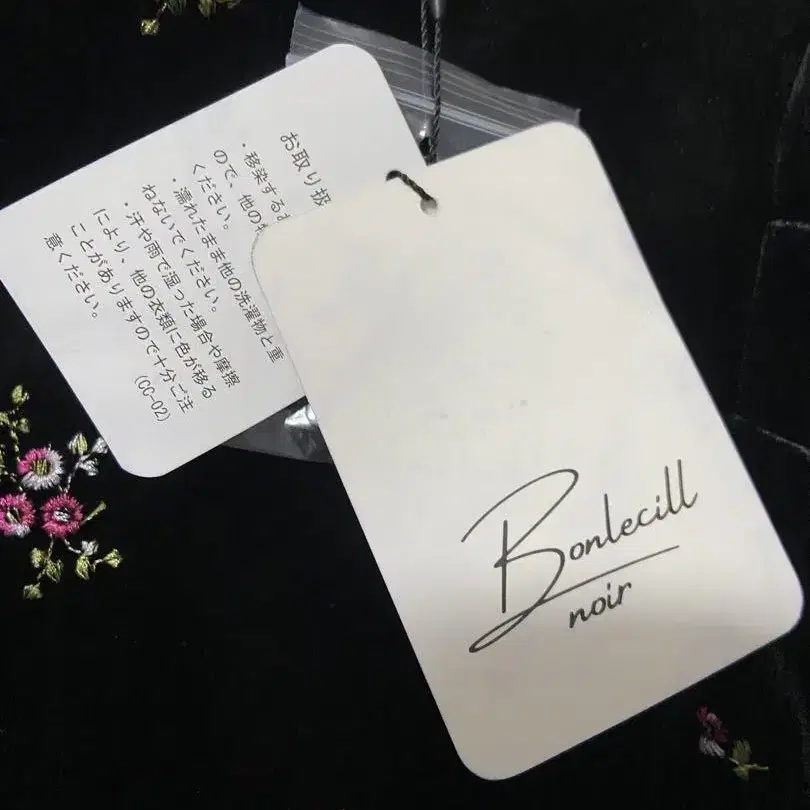 お取り扱
・移染する
ので、他の
ください。
・濡れたまま他の洗濯物と重
ねないでください。
・汗や雨で湿った場合や摩擦
により、他の衣類に色が移る
ことがありますので十分ご注
意ください。
(CC-02)
Bonlecill
noir